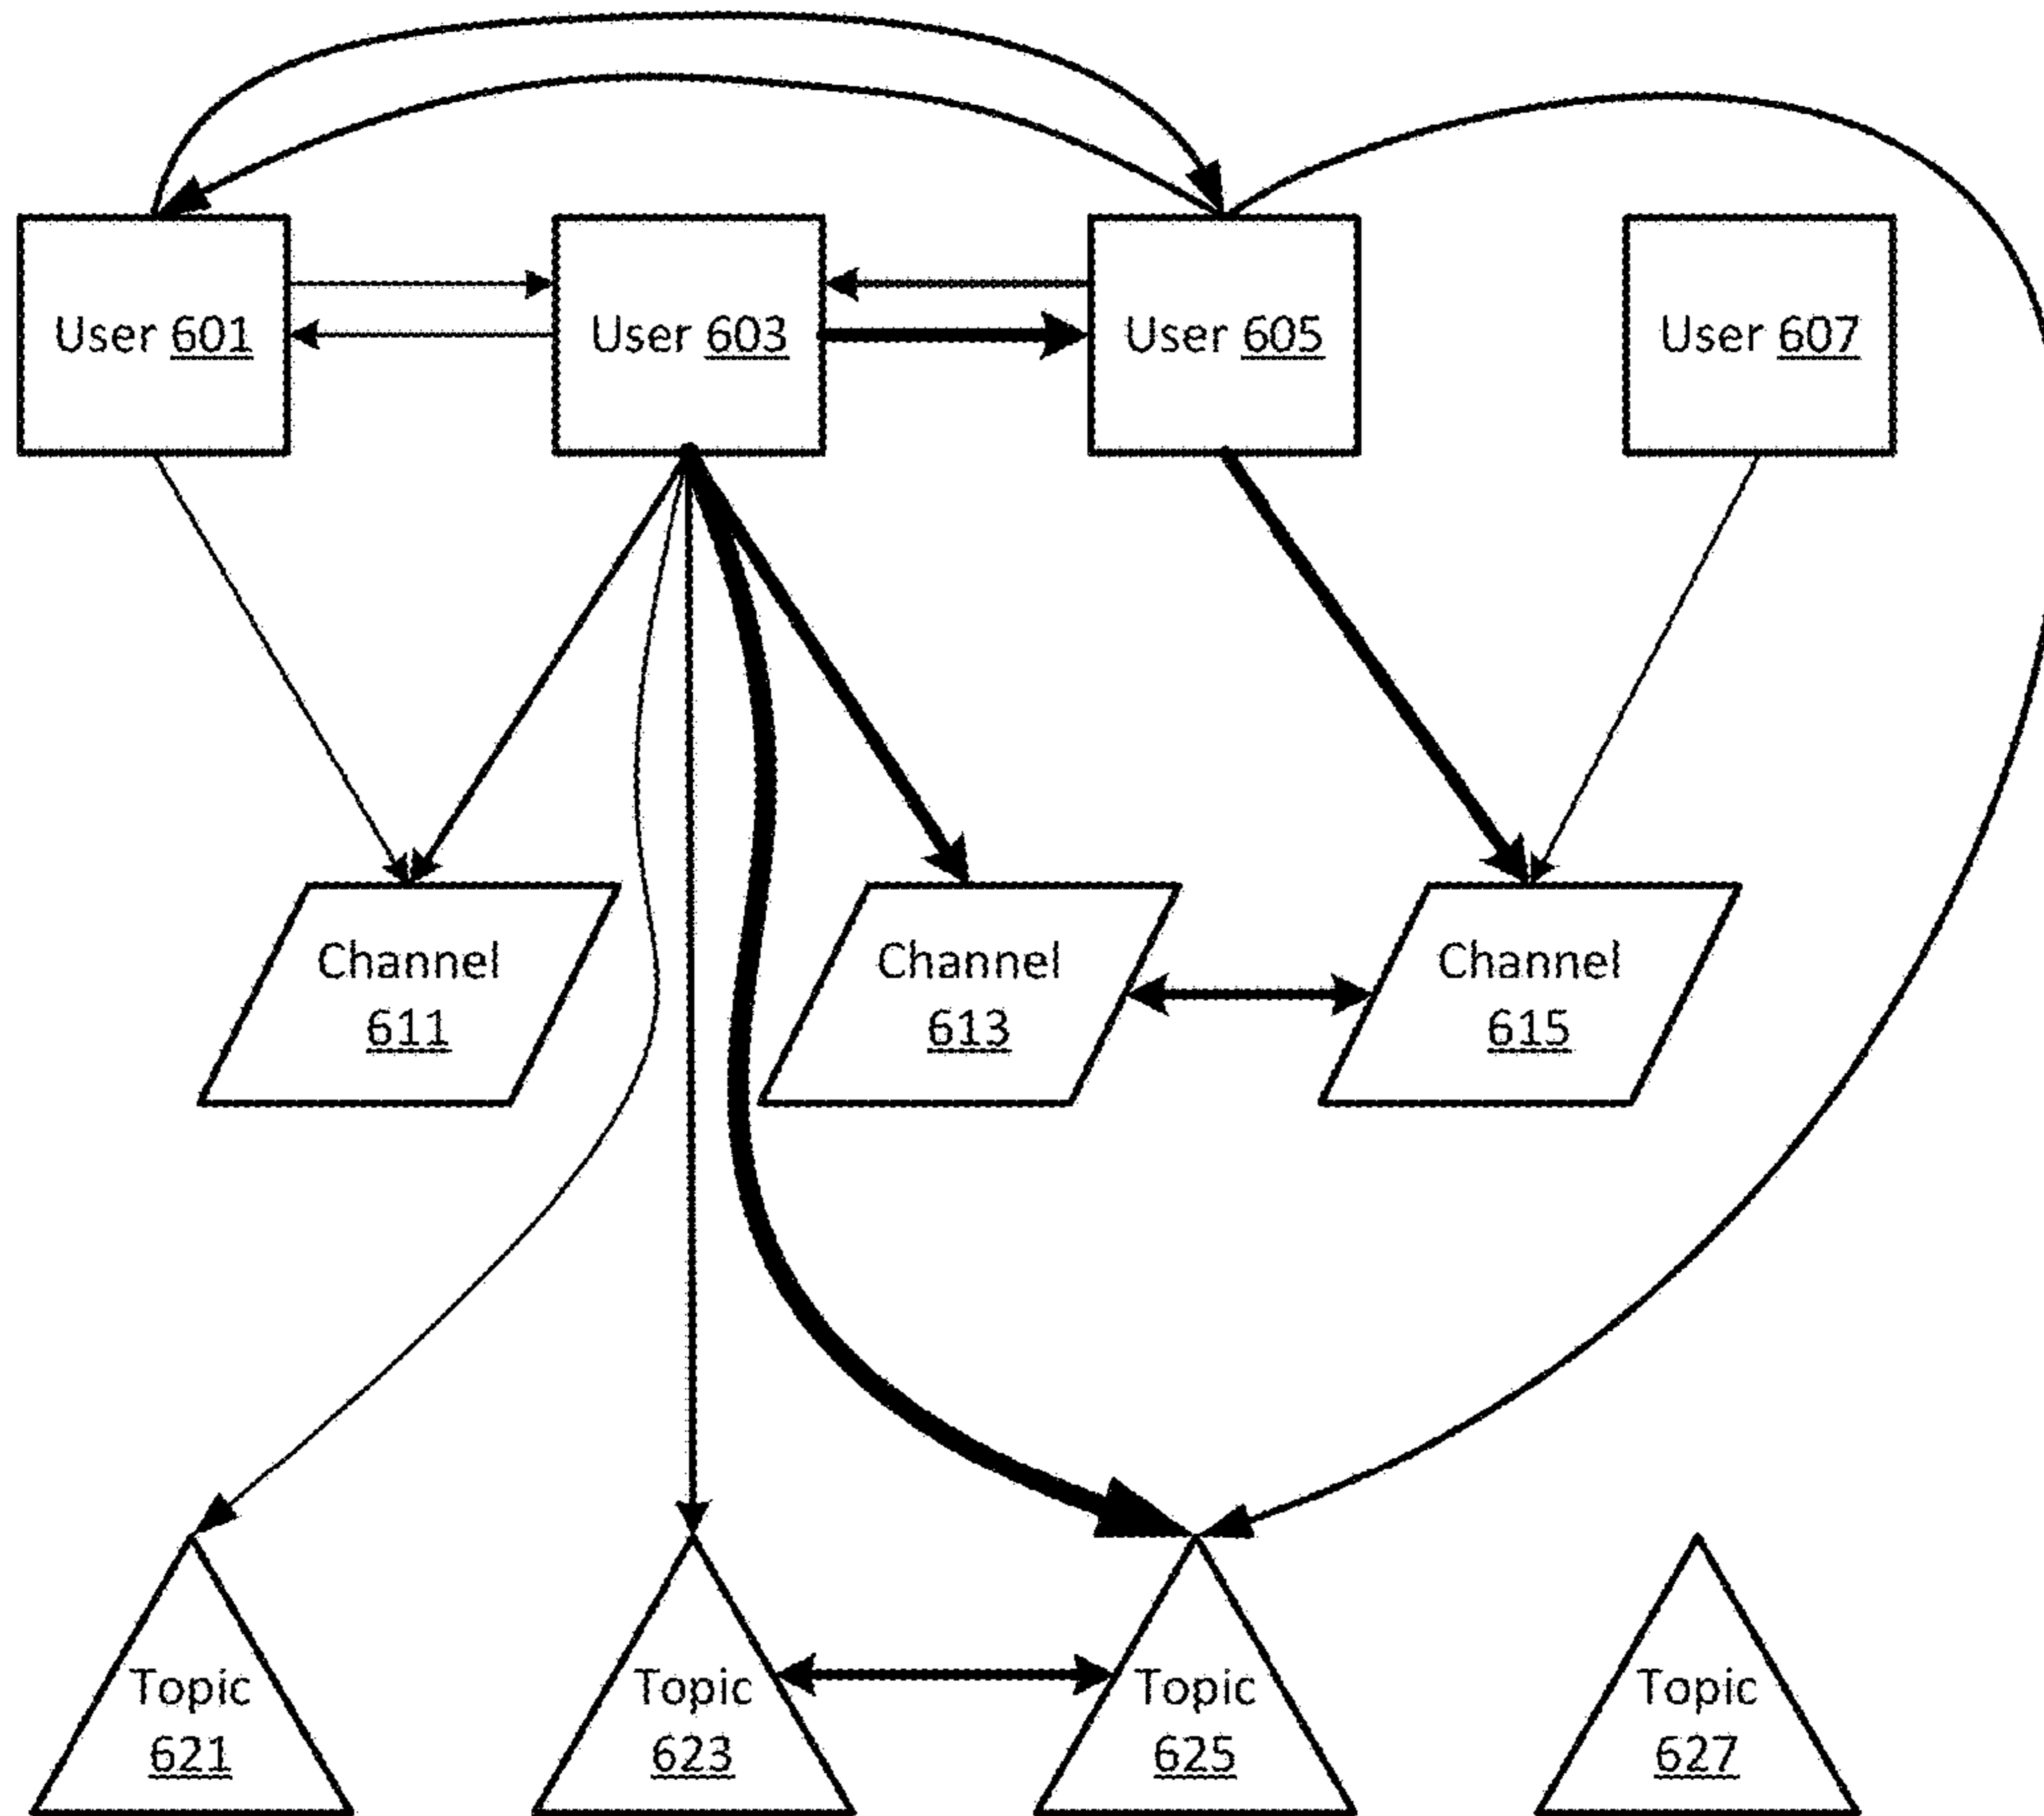 User 601
User 603
User 605
User 607
Channel
611
Channel
613
Channel
615
Topic
621
Topic
623
Topic
625
Topic
627